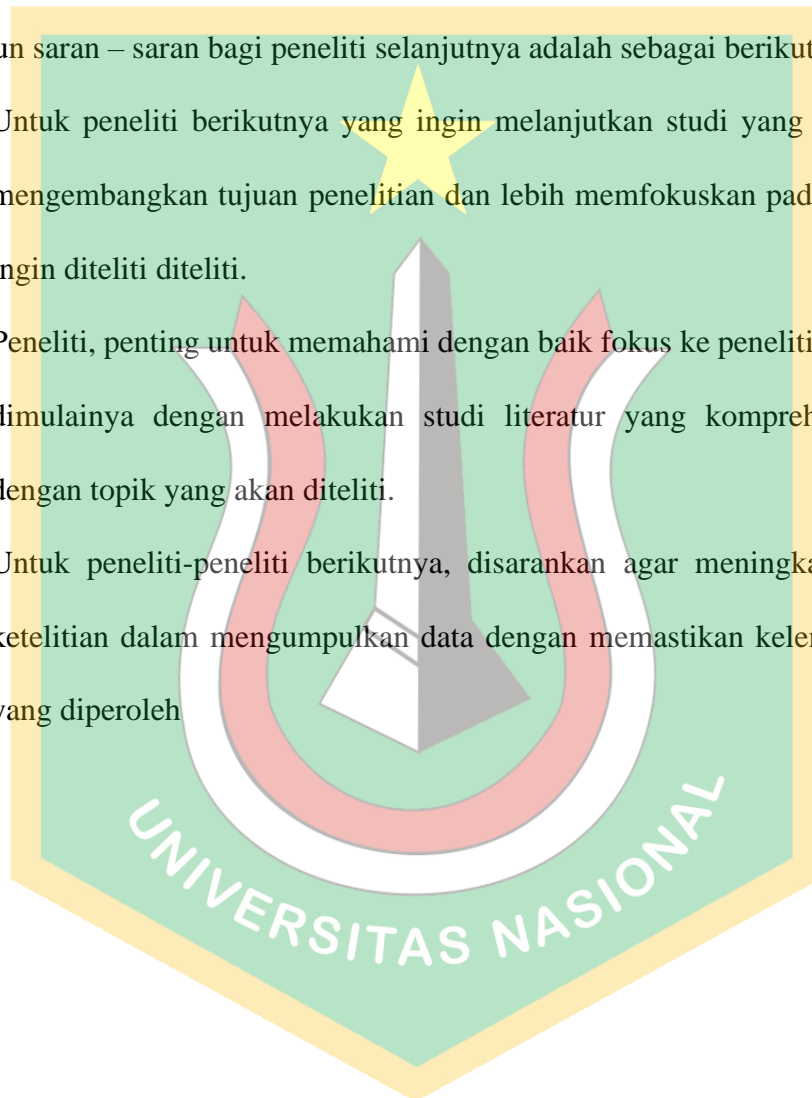 un saran – saran bagi peneliti selanjutnya adalah sebagai berikut
Untuk peneliti berikutnya yang ingin melanjutkan studi yang
mengembangkan tujuan penelitian dan lebih memfokuskan pad
ingin diteliti diteliti.
Peneliti, penting untuk memahami dengan baik fokus ke peneliti
dimulainya dengan melakukan studi literatur yang kompreh
dengan topik yang akan diteliti.
Untuk peneliti-peneliti berikutnya, disarankan agar meningka
ketelitian dalam mengumpulkan data dengan memastikan keler
yang diperoleh
UNIVERSITAS NASIONAL